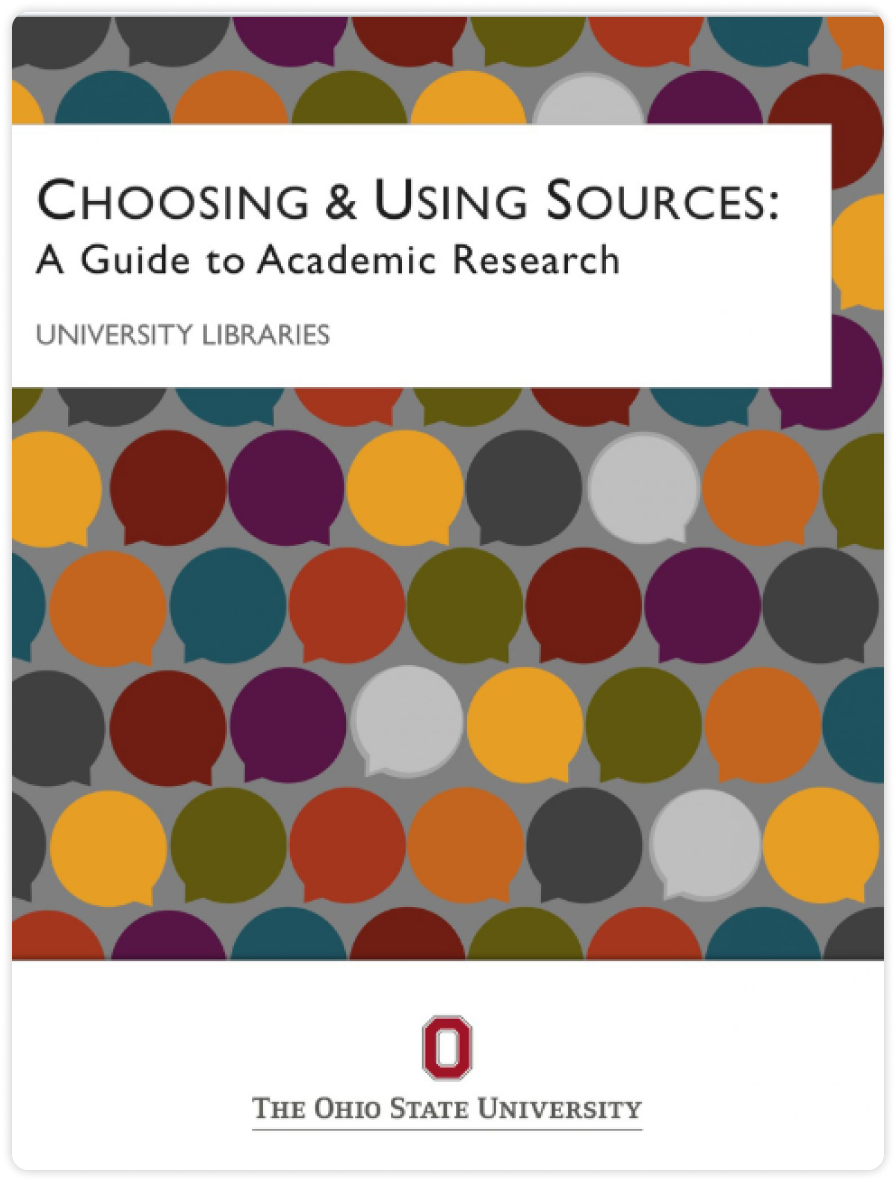 CHOOSING & USING SOURCES:
A Guide to Academic Research
UNIVERSITY LIBRARIES
O
THE OHIO STATE UNIVERSITY